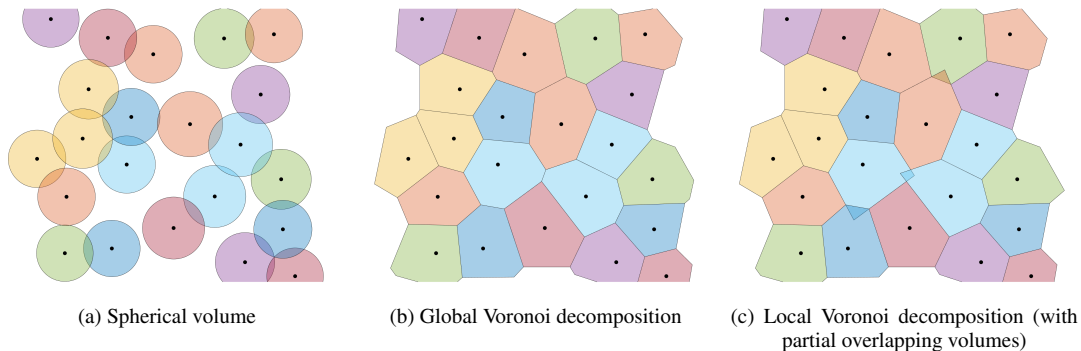 (a) Spherical volume
(b) Global Voronoi decomposition
(c) Local Voronoi decomposition (with
partial overlapping volumes)